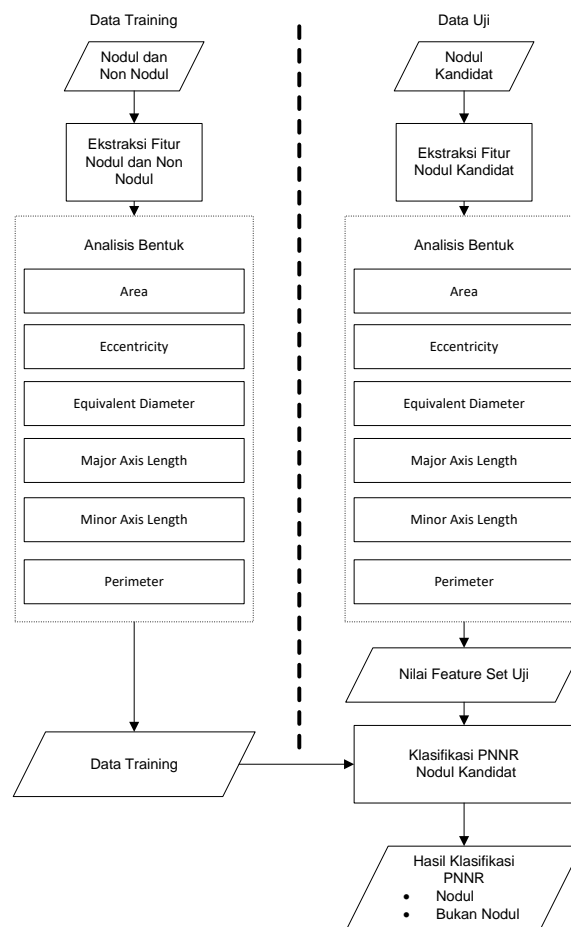 Data Training
Nodul dan
Non Nodul
Ekstraksi Fitur
Nodul dan Non
Nodul
Analisis Bentuk
Area
Eccentricity
Equivalent Diameter
Major Axis Length
Minor Axis Length
Perimeter
Data Training
Data Uji
Nodul
Kandidat
Ekstraksi Fitur
Nodul Kandidat
Analisis Bentuk
Area
Eccentricity
Equivalent Diameter
Major Axis Length
Minor Axis Length
Perimeter
Nilai Feature Set Uji
Klasifikasi PNNR
Nodul Kandidat
Hasil Klasifikasi
PNNR
• Nodul
• Bukan Nodul